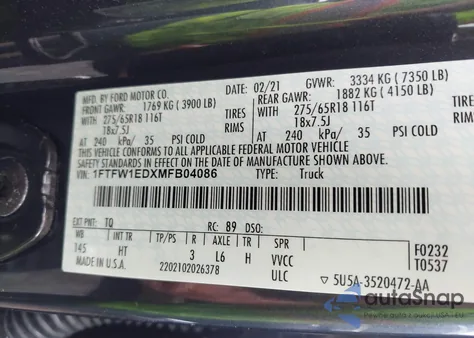 MFD. BY FORD MOTOR CO.
02/21 GVWR: 3334 KG ( 7350 LB)
FRONT GAWR: 1769 KG ( 3900 LB) REAR GAWR: 1882 KG ( 4150 LB)
WITH 275/65R18 116T TIRES WITH 275/65R18 116T TIRES
18x7.5J RIMS 18x7.5J RIMS
AT 240 kPa/ 35 PSI COLD AT 240 kPa/ 35 PSI COLD
THIS VEHICLE CONFORMS TO ALL APPLICABLE FEDERAL MOTOR VEHICLE
SAFETY STANDARDS IN EFFECT ON THE DATE OF MANUFACTURE SHOWN ABOVE.
VIN: 1FTFW1EDXMFB04086 TYPE: Truck
EXT PNT: TQ RC: 89 DSO:
WB INT TR TP/PS R AXLE TR SPR F0232
145 HT 3 L6 H VVCC T0537
MADE IN U.S.A. 2202102026378 ULC ▽ 5U5A-3520472-AA
autoSnap